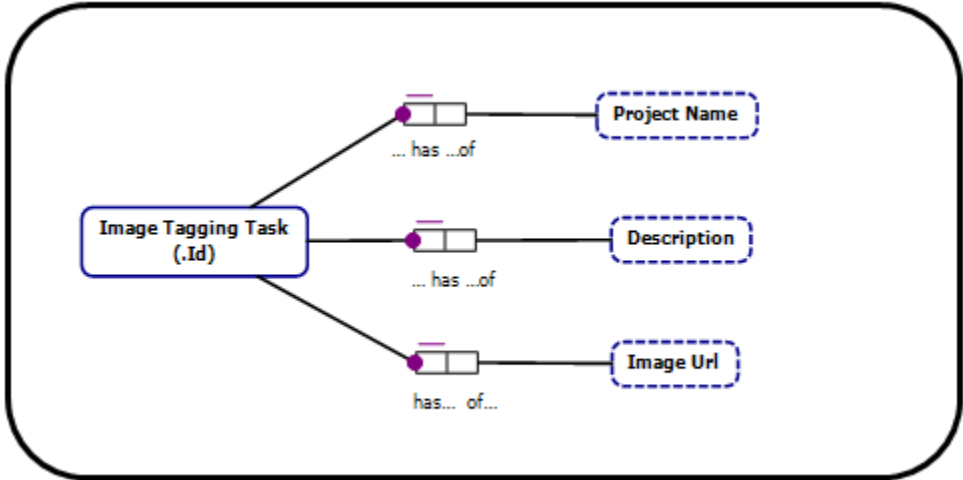 Project Name
... has ...of
Image Tagging Task
(.Id)
Description
... has ...of
Image Url
has... of...